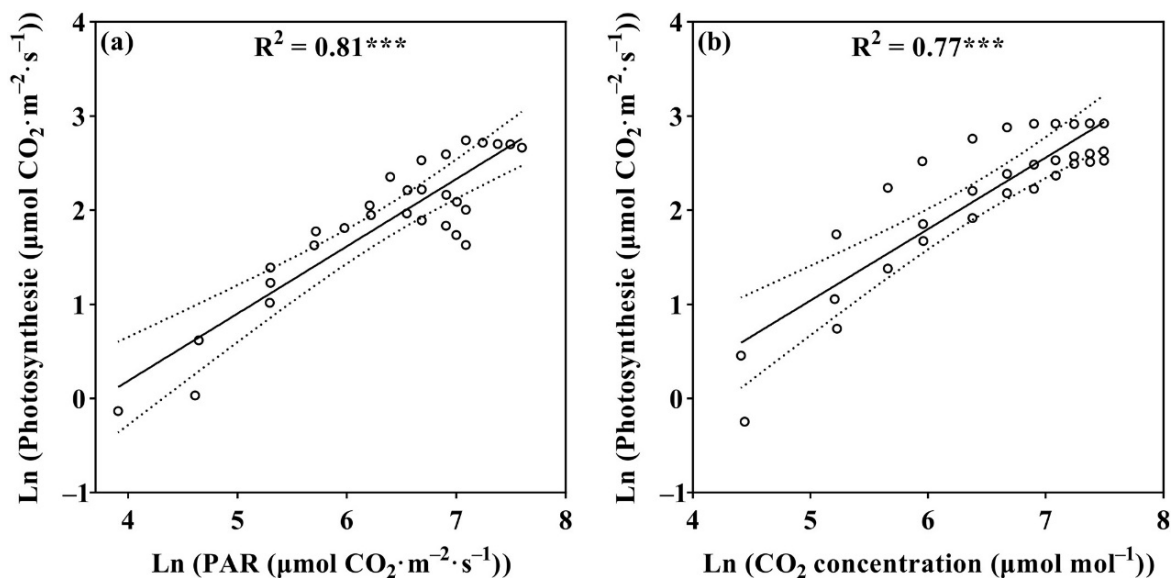 (a)
R² = 0.81***
Ln (Photosynthesie (μmol CO₂·m⁻²·s⁻¹))
4
3
2
1
0
−1
4 5 6 7 8
Ln (PAR (μmol CO₂·m⁻²·s⁻¹))
(b)
R² = 0.77***
Ln (Photosynthesie (μmol CO₂·m⁻²·s⁻¹))
4
3
2
1
0
−1
4 5 6 7 8
Ln (CO₂ concentration (μmol mol⁻¹))